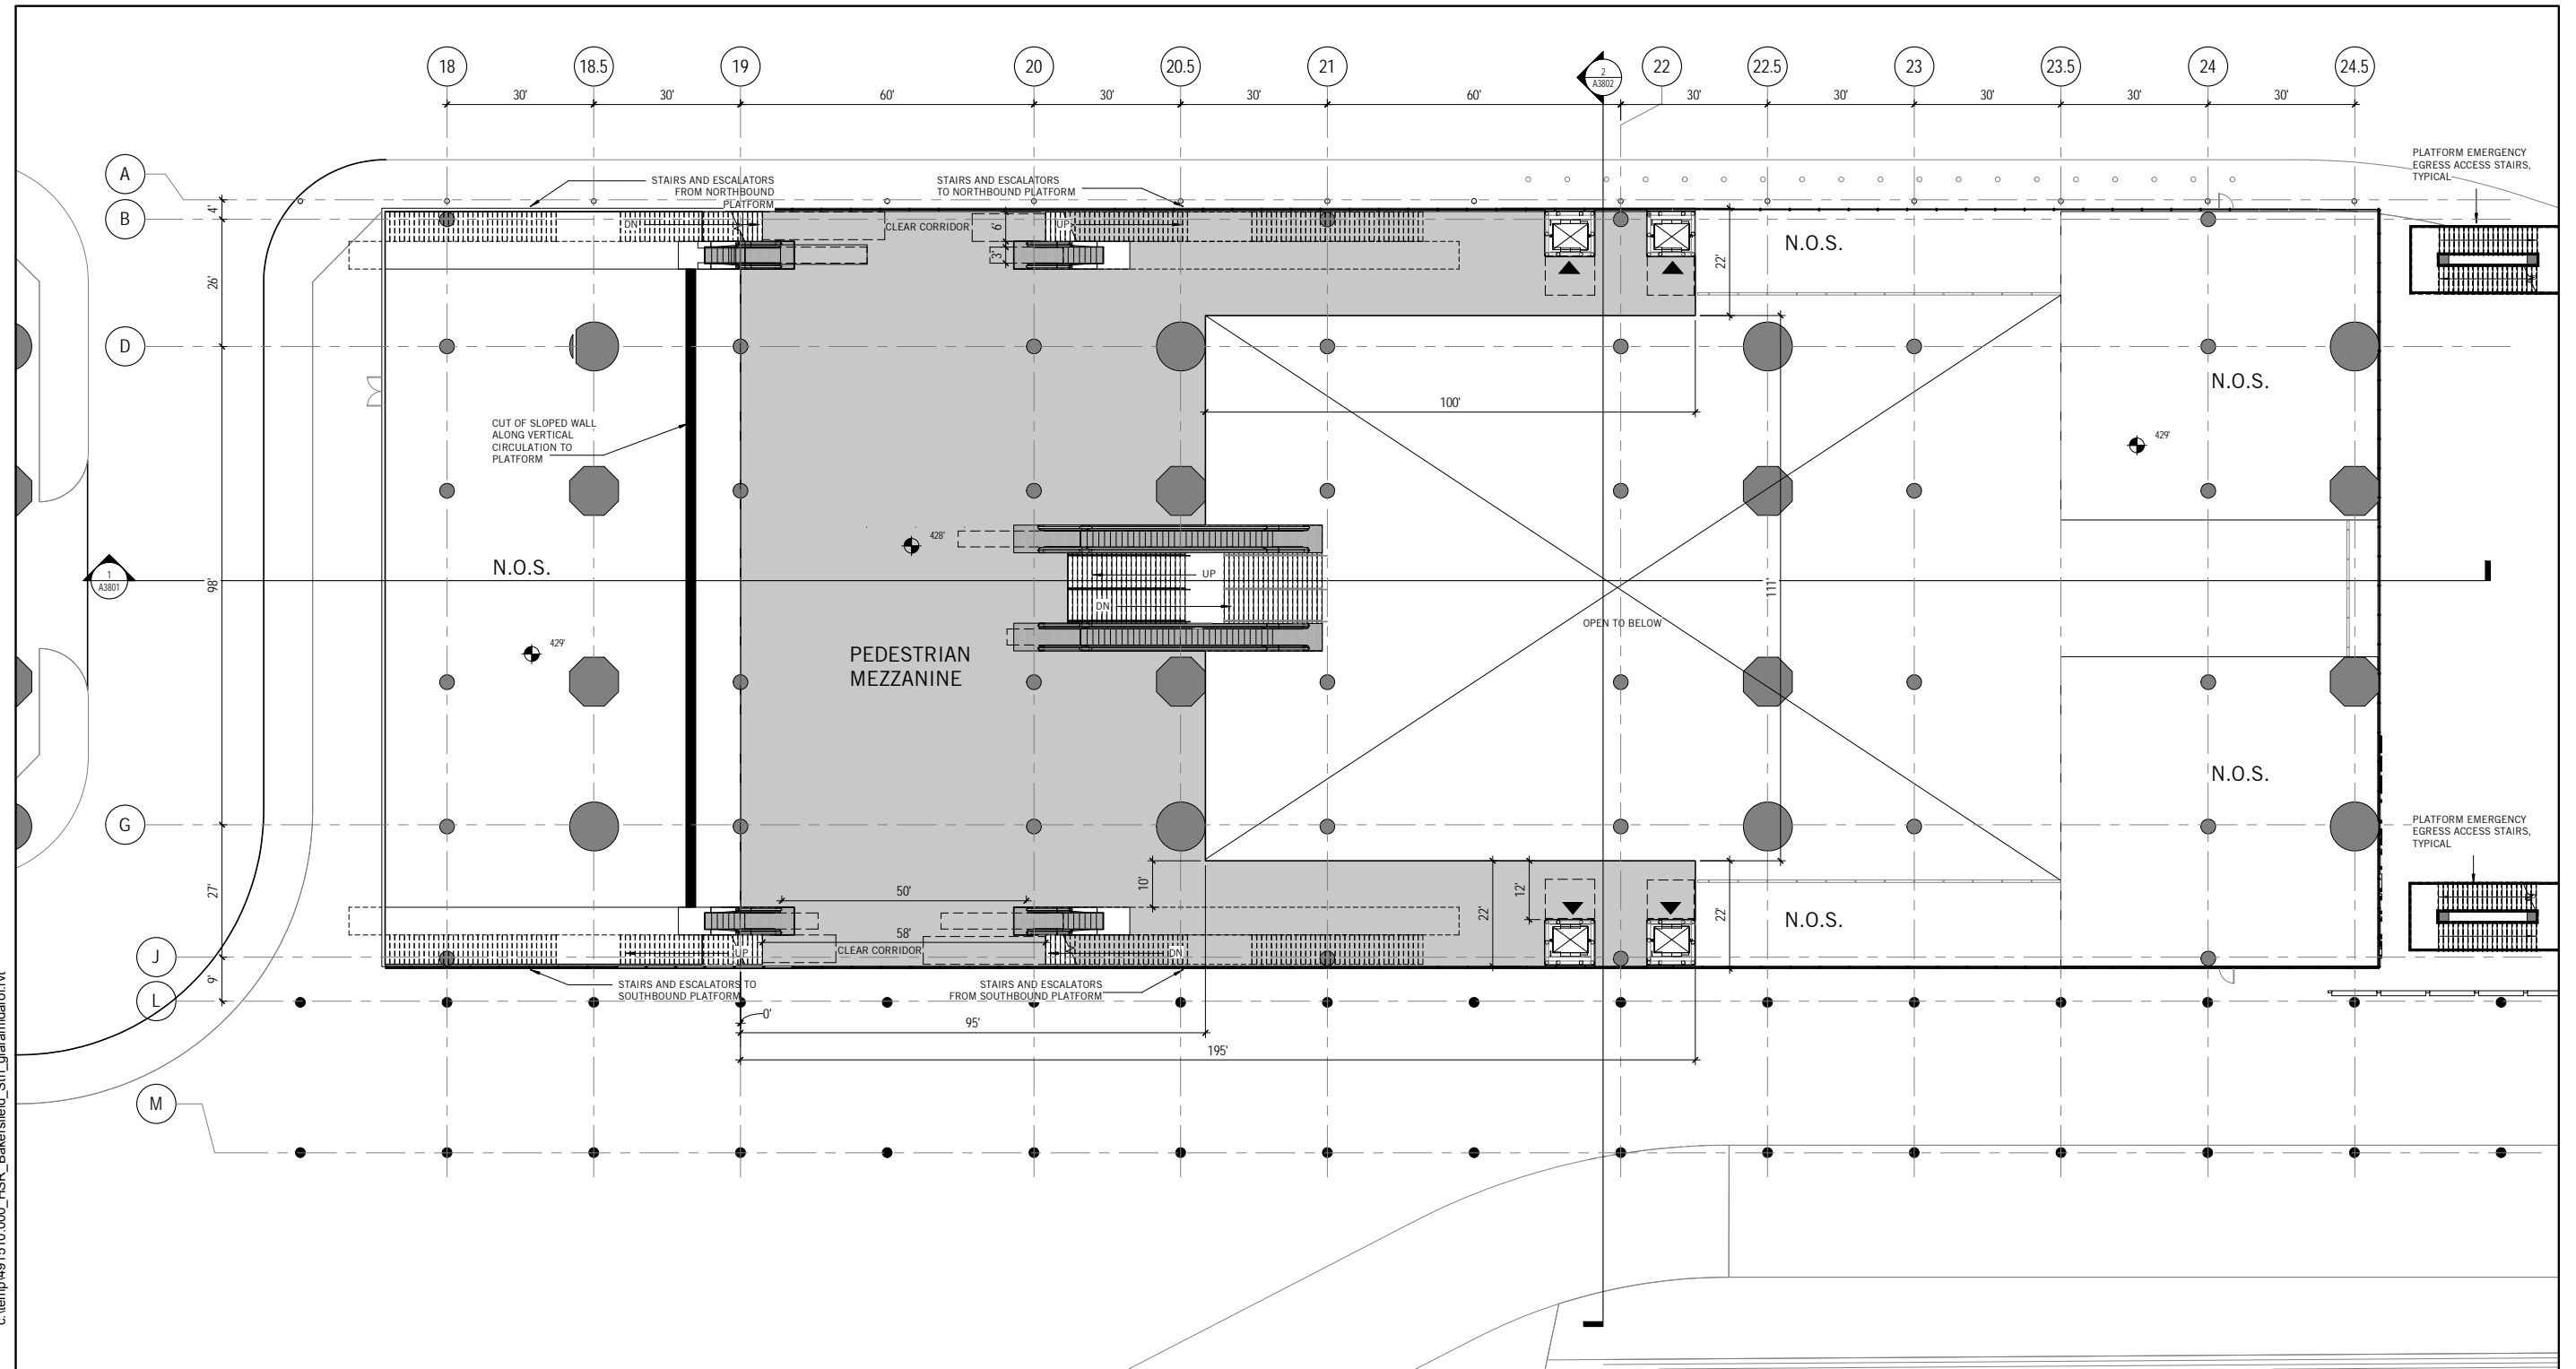 18
18.5
19
20
20.5
21
2
A3802
22
22.5
23
23.5
24
24.5
30'
30'
60'
30'
30'
60'
30'
30'
30'
30'
30'
A
B
D
G
J
L
M
4'
26'
98'
27'
9'
STAIRS AND ESCALATORS
FROM NORTHBOUND
PLATFORM
STAIRS AND ESCALATORS
TO NORTHBOUND PLATFORM
PLATFORM EMERGENCY
EGRESS ACCESS STAIRS,
TYPICAL
DN
CLEAR CORRIDOR
6'
3'
UP
N.O.S.
22'
N.O.S.
100'
CUT OF SLOPED WALL
ALONG VERTICAL
CIRCULATION TO
PLATFORM
429'
428'
N.O.S.
1
A3801
UP
DN
111'
OPEN TO BELOW
429'
PEDESTRIAN
MEZZANINE
N.O.S.
PLATFORM EMERGENCY
EGRESS ACCESS STAIRS,
TYPICAL
50'
10'
22'
12'
22'
N.O.S.
58'
UP
CLEAR CORRIDOR
DN
STAIRS AND ESCALATORS TO
SOUTHBOUND PLATFORM
STAIRS AND ESCALATORS
FROM SOUTHBOUND PLATFORM
0'
95'
195'